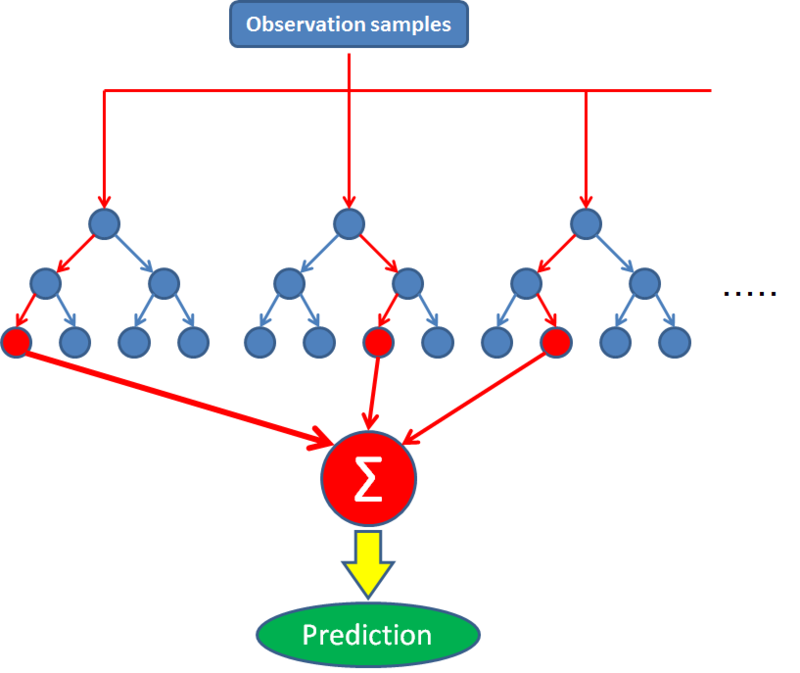 Observation samples
.....
Σ
Prediction